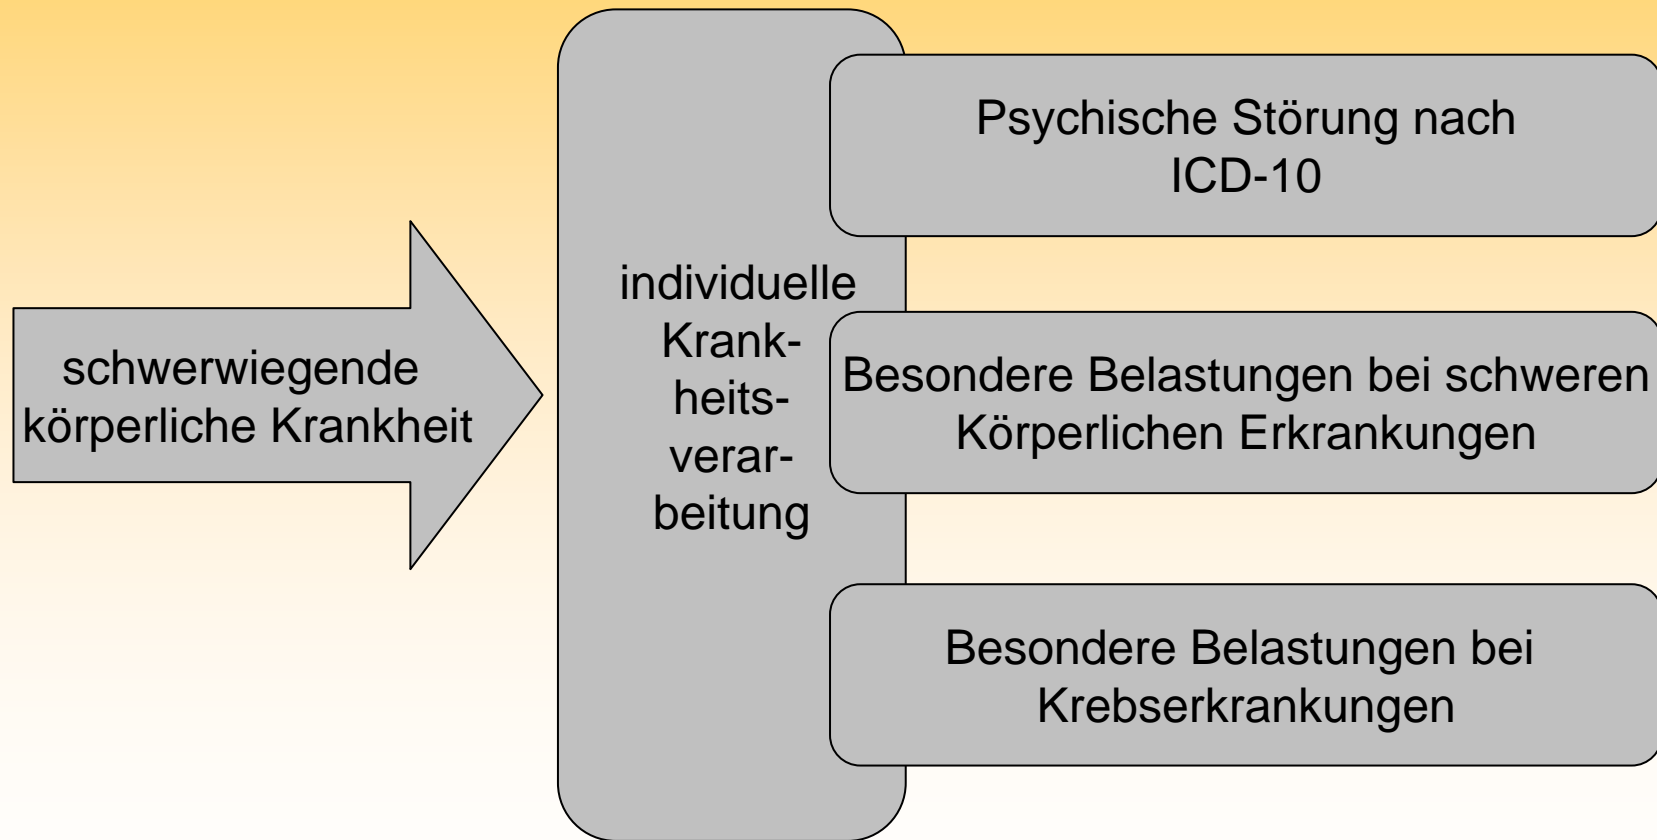 schwerwiegende
körperliche Krankheit
individuelle
Krank-
heits-
verar-
beitung
Psychische Störung nach
ICD-10
Besondere Belastungen bei schweren
Körperlichen Erkrankungen
Besondere Belastungen bei
Krebserkrankungen